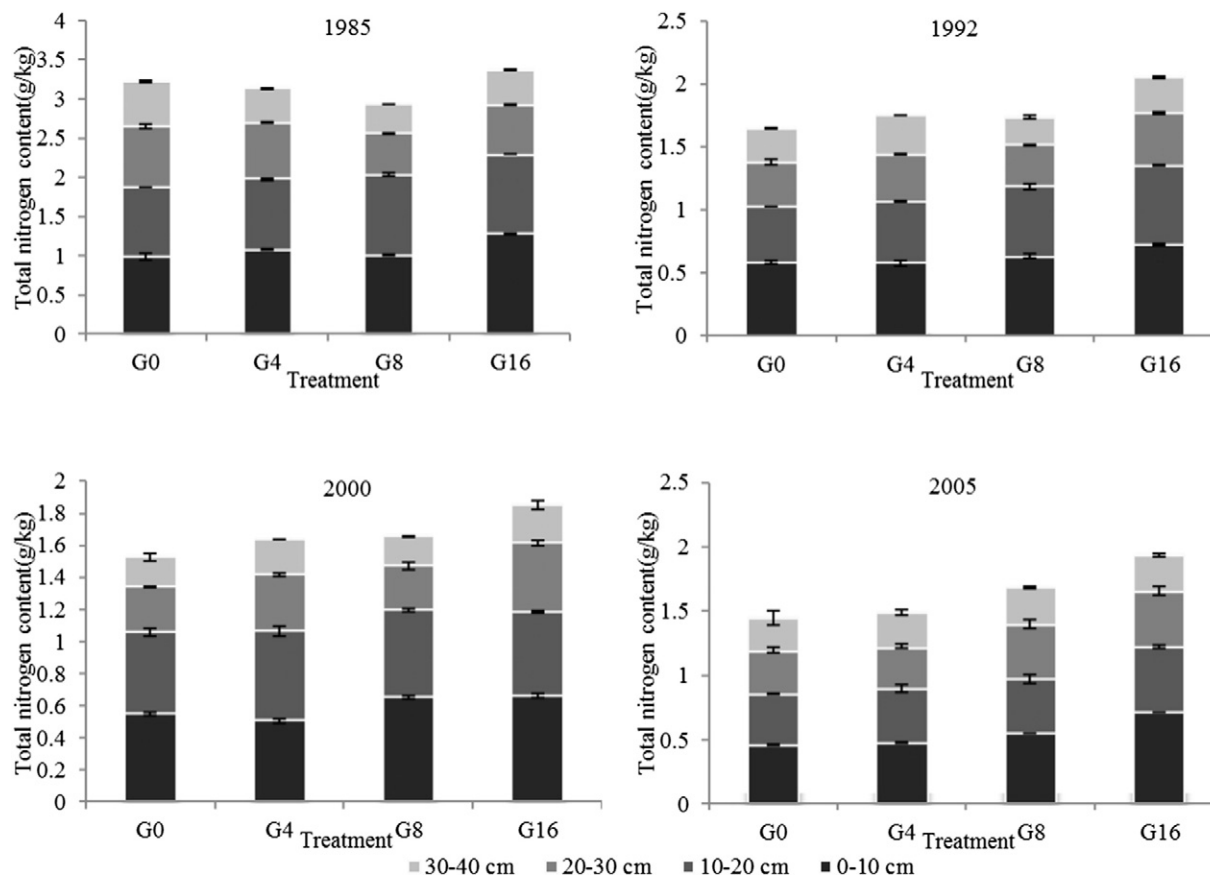 1985
Total nitrogen content(g/kg)
4
3.5
3
2.5
2
1.5
1
0.5
0
G0 G4 G8 G16
Treatment
1992
Total nitrogen content(g/kg)
2.5
2
1.5
1
0.5
0
G0 G4 G8 G16
Treatment
2000
Total nitrogen content(g/kg)
2
1.8
1.6
1.4
1.2
1
0.8
0.6
0.4
0.2
0
G0 G4 G8 G16
Treatment
2005
Total nitrogen content(g/kg)
2.5
2
1.5
1
0.5
0
G0 G4 G8 G16
Treatment
30-40 cm 20-30 cm 10-20 cm 0-10 cm